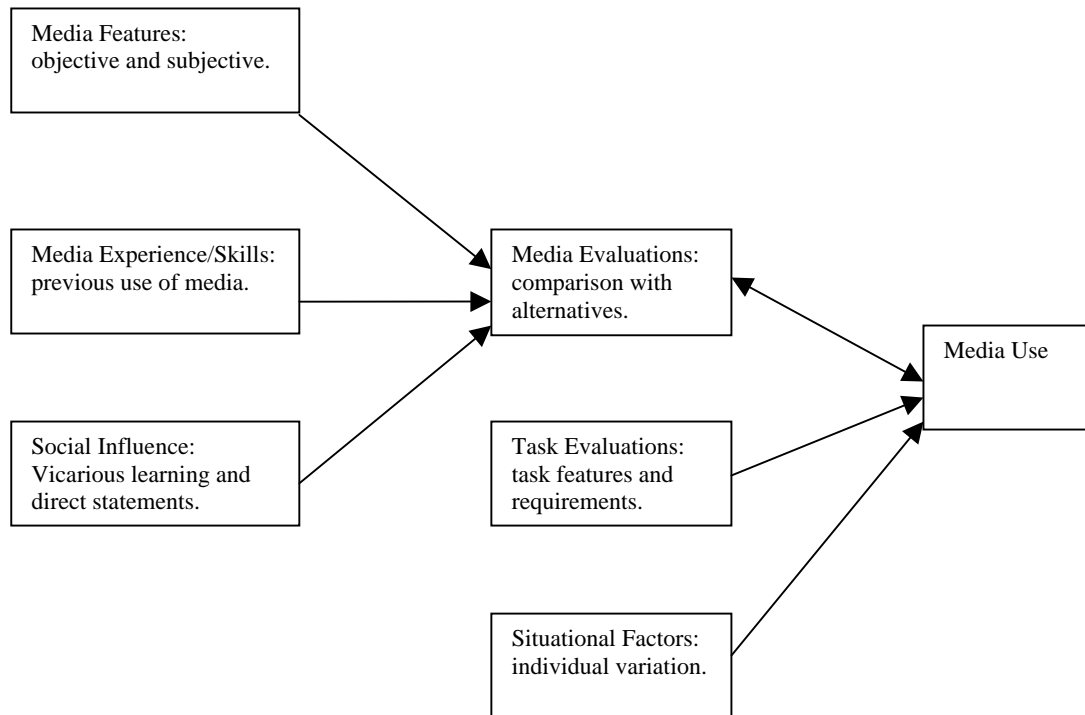 Media Features:
objective and subjective.
Media Experience/Skills:
previous use of media.
Media Evaluations:
comparison with
alternatives.
Media Use
Social Influence:
Vicarious learning and
direct statements.
Task Evaluations:
task features and
requirements.
Situational Factors:
individual variation.